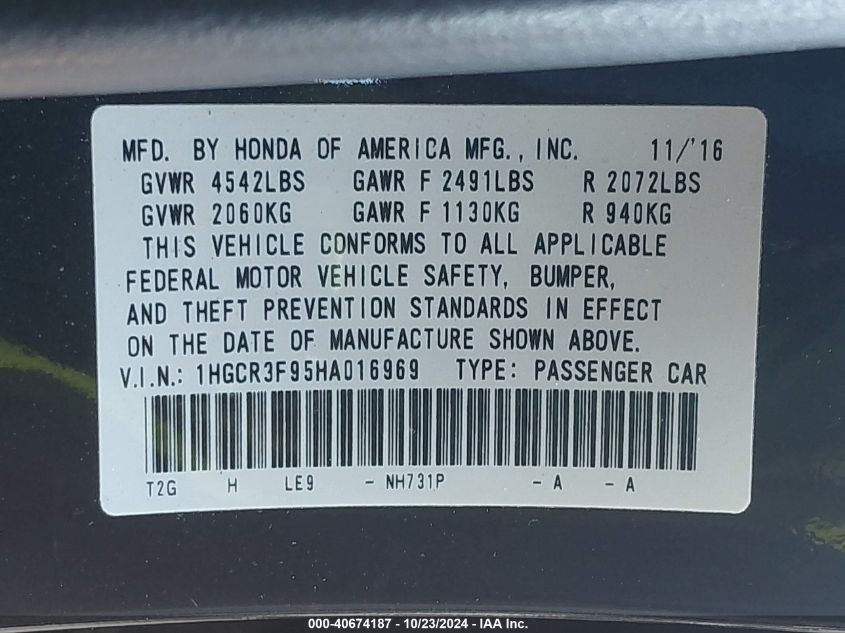 MFD. BY HONDA OF AMERICA MFG., INC. 11/'16
GVWR 4542LBS GAWR F 2491LBS R 2072LBS
GVWR 2060KG GAWR F 1130KG R 940KG
THIS VEHICLE CONFORMS TO ALL APPLICABLE
FEDERAL MOTOR VEHICLE SAFETY, BUMPER,
AND THEFT PREVENTION STANDARDS IN EFFECT
ON THE DATE OF MANUFACTURE SHOWN ABOVE.
V.I.N.: 1HGCR3F95HA016969 TYPE: PASSENGER CAR
T2G H LE9 - NH731P - A - A
000-40674187 - 10/23/2024 - IAA Inc.